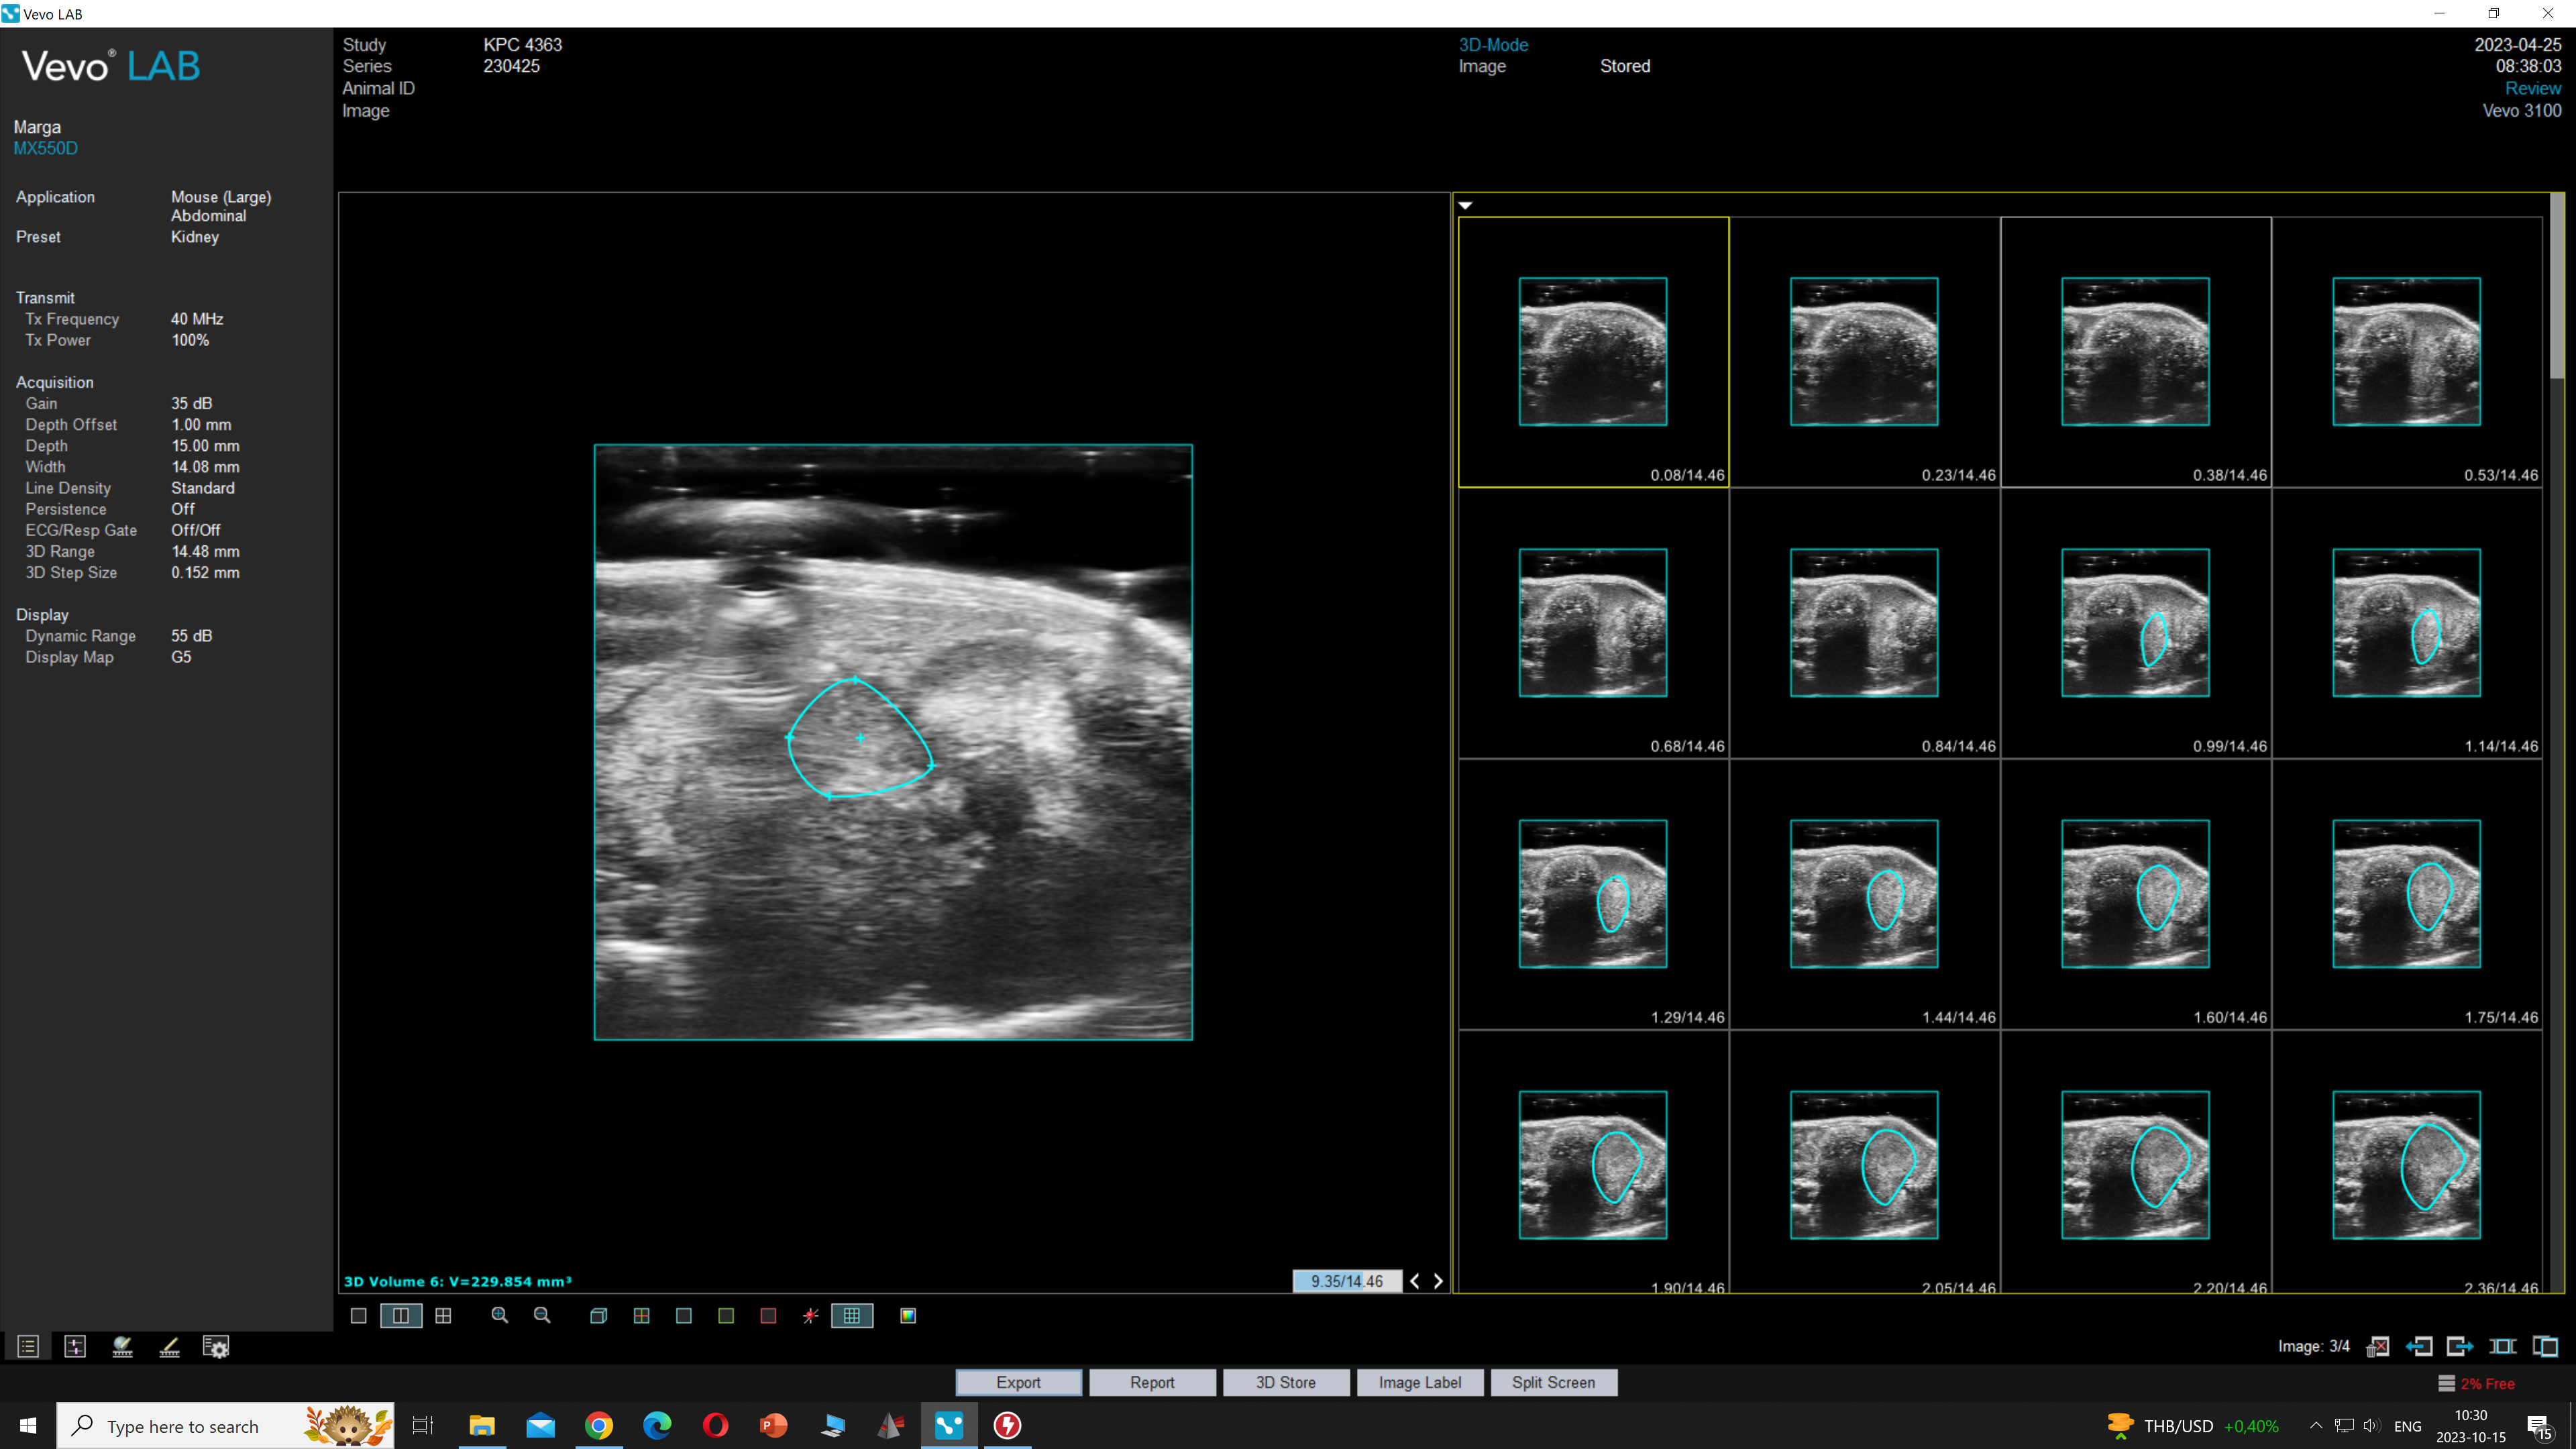 Vevo LAB
Vevo® LAB
Marga
MX550D
Application Mouse (Large)
Abdominal
Preset Kidney
Transmit
Tx Frequency 40 MHz
Tx Power 100%
Acquisition
Gain 35 dB
Depth Offset 1.00 mm
Depth 15.00 mm
Width 14.08 mm
Line Density Standard
Persistence Off
ECG/Resp Gate Off/Off
3D Range 14.48 mm
3D Step Size 0.152 mm
Display
Dynamic Range 55 dB
Display Map G5
Study KPC 4363
Series 230425
Animal ID
Image
3D-Mode
Image Stored
2023-04-25
08:38:03
Review
Vevo 3100
0.08/14.46 0.23/14.46 0.38/14.46 0.53/14.46
0.68/14.46 0.84/14.46 0.99/14.46 1.14/14.46
1.29/14.46 1.44/14.46 1.60/14.46 1.75/14.46
1.90/14.46 2.05/14.46 2.20/14.46 2.36/14.46
3D Volume 6: V=229.854 mm³
9.35/14.46
Image: 3/4
Export Report 3D Store Image Label Split Screen
2% Free
Type here to search
THB/USD +0,40%
ENG
10:30
2023-10-15
15